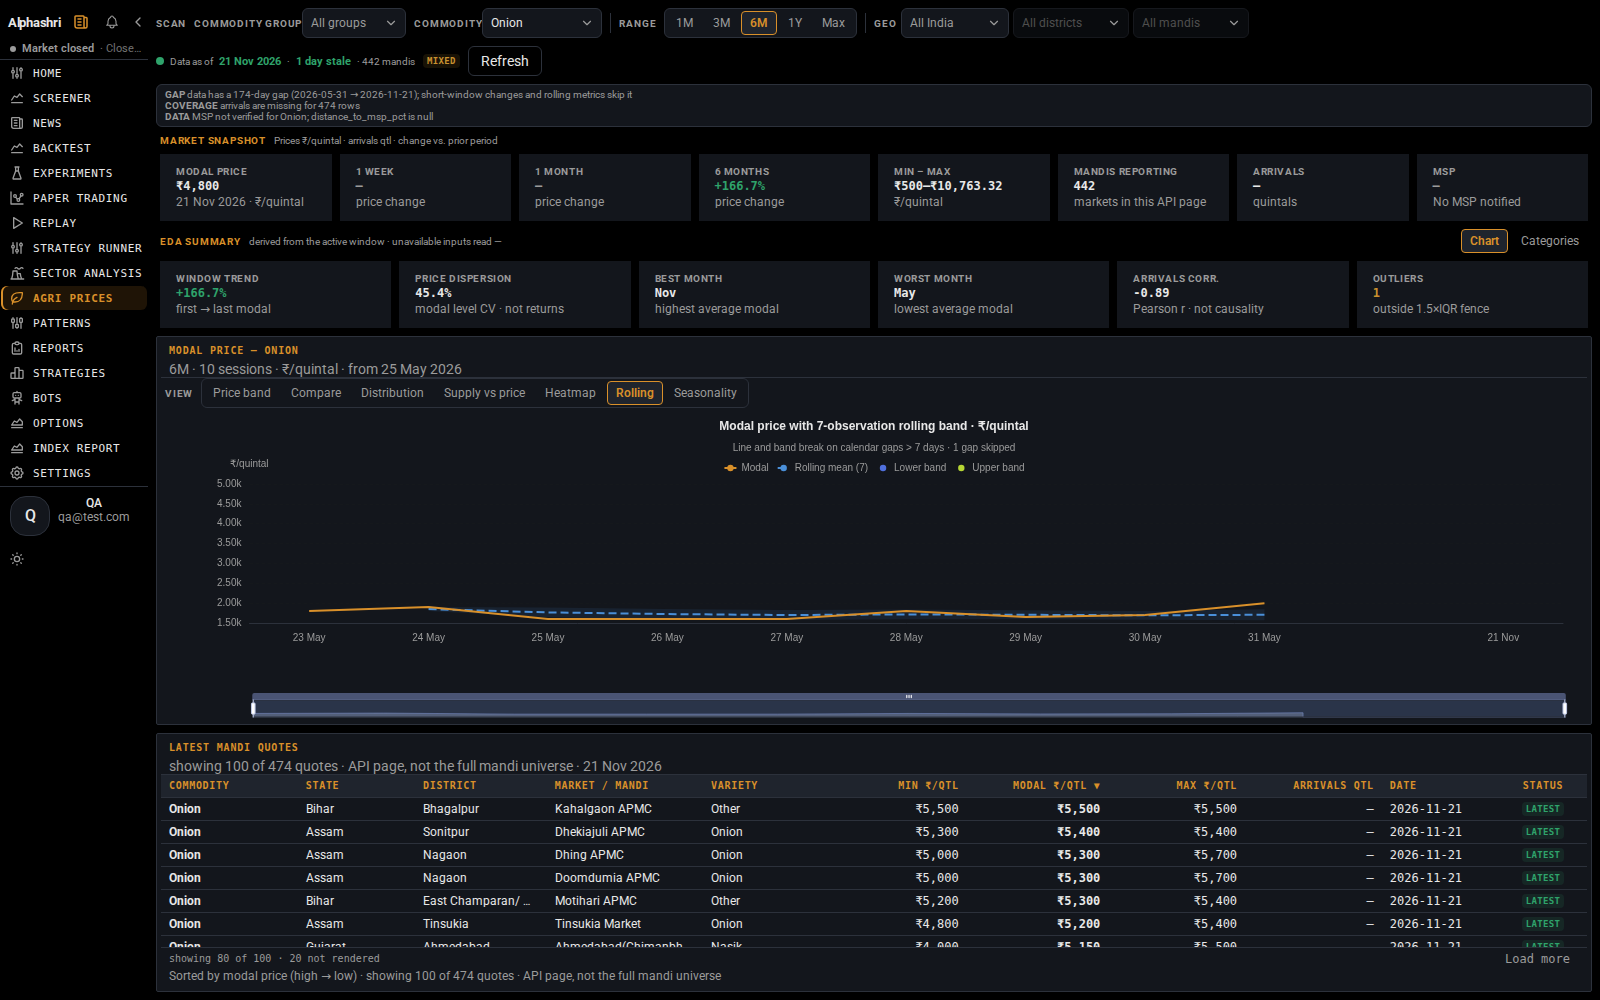 Alphashri
Market closed · Close...
HOME
SCREENER
NEWS
BACKTEST
EXPERIMENTS
PAPER TRADING
REPLAY
STRATEGY RUNNER
SECTOR ANALYSIS
AGRI PRICES
PATTERNS
REPORTS
STRATEGIES
BOTS
OPTIONS
INDEX REPORT
SETTINGS
Q
QA
qa@test.com
SCAN COMMODITY GROUP All groups COMMODITY Onion RANGE 1M 3M 6M 1Y Max GEO All India All districts All mandis
Data as of 21 Nov 2026 · 1 day stale · 442 mandis MIXED Refresh
GAP data has a 174-day gap (2026-05-31 → 2026-11-21); short-window changes and rolling metrics skip it
COVERAGE arrivals are missing for 474 rows
DATA MSP not verified for Onion; distance_to_msp_pct is null
MARKET SNAPSHOT Prices ₹/quintal · arrivals qtl · change vs. prior period
MODAL PRICE
₹4,800
21 Nov 2026 · ₹/quintal
1 WEEK
—
price change
1 MONTH
—
price change
6 MONTHS
+166.7%
price change
MIN – MAX
₹500–₹10,763.32
₹/quintal
MANDIS REPORTING
442
markets in this API page
ARRIVALS
—
quintals
MSP
—
No MSP notified
EDA SUMMARY derived from the active window · unavailable inputs read — Chart Categories
WINDOW TREND
+166.7%
first → last modal
PRICE DISPERSION
45.4%
modal level CV · not returns
BEST MONTH
Nov
highest average modal
WORST MONTH
May
lowest average modal
ARRIVALS CORR.
-0.89
Pearson r · not causality
OUTLIERS
1
outside 1.5×IQR fence
MODAL PRICE — ONION
6M · 10 sessions · ₹/quintal · from 25 May 2026
VIEW Price band Compare Distribution Supply vs price Heatmap Rolling Seasonality
Modal price with 7-observation rolling band · ₹/quintal
Line and band break on calendar gaps > 7 days · 1 gap skipped
Modal Rolling mean (7) Lower band Upper band
₹/quintal
5.00k
4.50k
4.00k
3.50k
3.00k
2.50k
2.00k
1.50k
23 May 24 May 25 May 26 May 27 May 28 May 29 May 30 May 31 May 21 Nov
LATEST MANDI QUOTES
showing 100 of 474 quotes · API page, not the full mandi universe · 21 Nov 2026
COMMODITY STATE DISTRICT MARKET / MANDI VARIETY MIN ₹/QTL MODAL ₹/QTL ▼ MAX ₹/QTL ARRIVALS QTL DATE STATUS
Onion Bihar Bhagalpur Kahalgaon APMC Other ₹5,500 ₹5,500 ₹5,500 — 2026-11-21 LATEST
Onion Assam Sonitpur Dhekiajuli APMC Onion ₹5,300 ₹5,400 ₹5,400 — 2026-11-21 LATEST
Onion Assam Nagaon Dhing APMC Onion ₹5,000 ₹5,300 ₹5,700 — 2026-11-21 LATEST
Onion Assam Nagaon Doomdumia APMC Onion ₹5,000 ₹5,300 ₹5,700 — 2026-11-21 LATEST
Onion Bihar East Champaran/ ... Motihari APMC Other ₹5,200 ₹5,300 ₹5,400 — 2026-11-21 LATEST
Onion Assam Tinsukia Tinsukia Market Onion ₹4,800 ₹5,200 ₹5,400 — 2026-11-21 LATEST
Onion Gujarat Ahmedabad Ahmedabad(Chimanbh Nasik ₹4,000 ₹5,150 ₹5,500 — 2026-11-21 LATEST
showing 80 of 100 · 20 not rendered Load more
Sorted by modal price (high → low) · showing 100 of 474 quotes · API page, not the full mandi universe